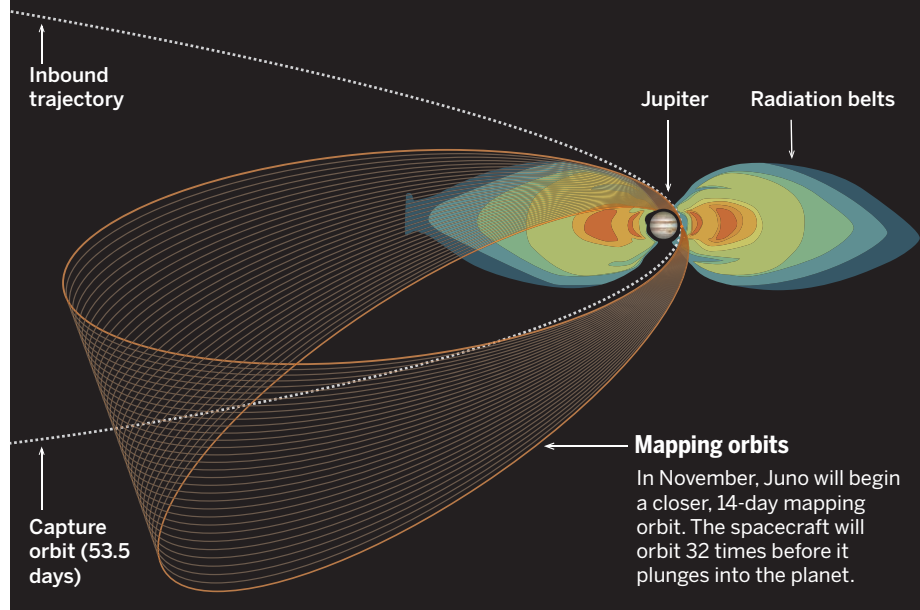 Inbound
trajectory
Jupiter
Radiation belts
Mapping orbits
In November, Juno will begin
a closer, 14-day mapping
orbit. The spacecraft will
orbit 32 times before it
plunges into the planet.
Capture
orbit (53.5
days)